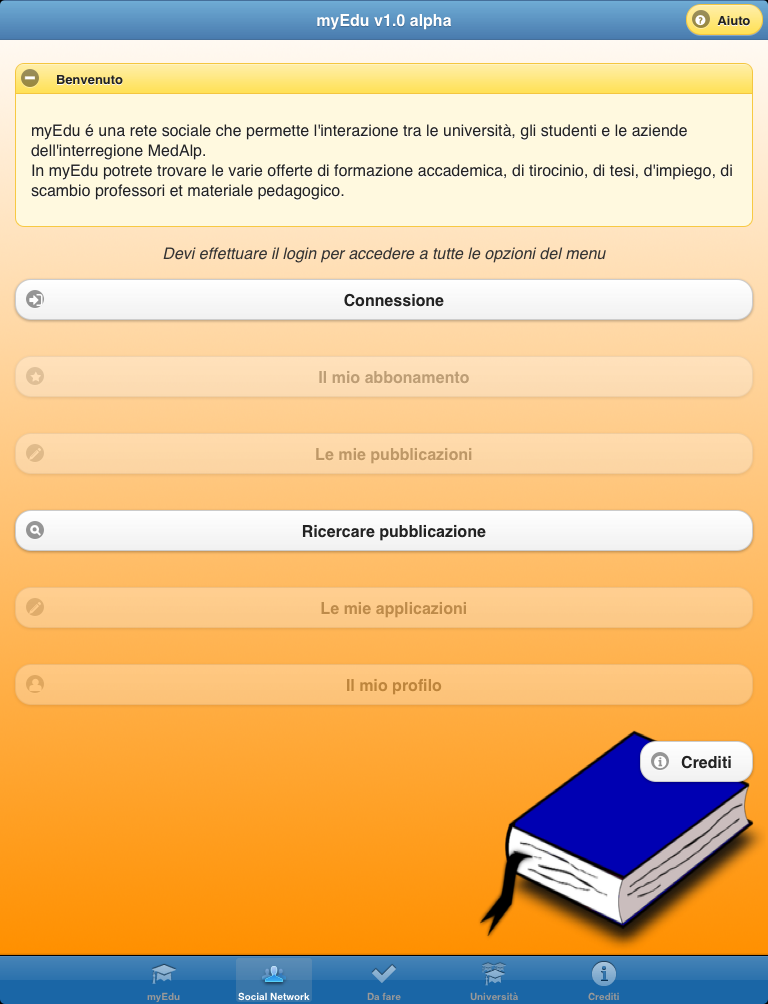 myEdu v1.0 alpha
Aiuto
Benvenuto
myEdu é una rete sociale che permette l'interazione tra le università, gli studenti e le aziende
dell'interregione MedAlp.
In myEdu potrete trovare le varie offerte di formazione accademica, di tirocinio, di tesi, d'impiego, di
scambio professori et materiale pedagogico.
Devi effettuare il login per accedere a tutte le opzioni del menu
Connessione
Il mio abbonamento
Le mie pubblicazioni
Ricercare pubblicazione
Le mie applicazioni
Il mio profilo
Crediti
myEdu
Social Network
Da fare
Università
Crediti